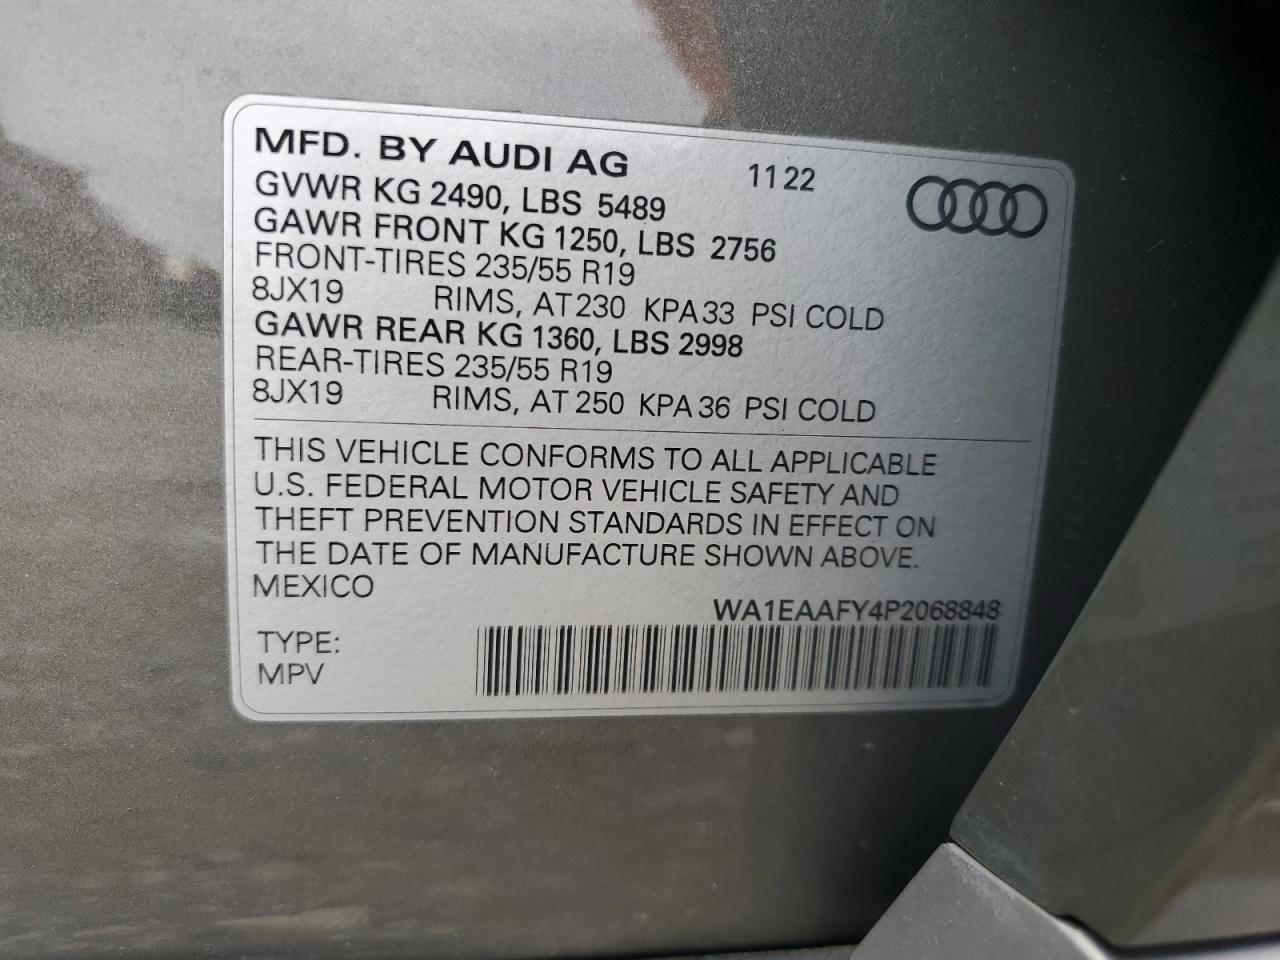 MFD. BY AUDI AG 11 22
GVWR KG 2490, LBS 5489
GAWR FRONT KG 1250, LBS 2756
FRONT-TIRES 235/55 R19
8JX19 RIMS, AT 230 KPA 33 PSI COLD
GAWR REAR KG 1360, LBS 2998
REAR-TIRES 235/55 R19
8JX19 RIMS, AT 250 KPA 36 PSI COLD
THIS VEHICLE CONFORMS TO ALL APPLICABLE
U.S. FEDERAL MOTOR VEHICLE SAFETY AND
THEFT PREVENTION STANDARDS IN EFFECT ON
THE DATE OF MANUFACTURE SHOWN ABOVE.
MEXICO
WA1EAAFY4P2068848
TYPE:
MPV